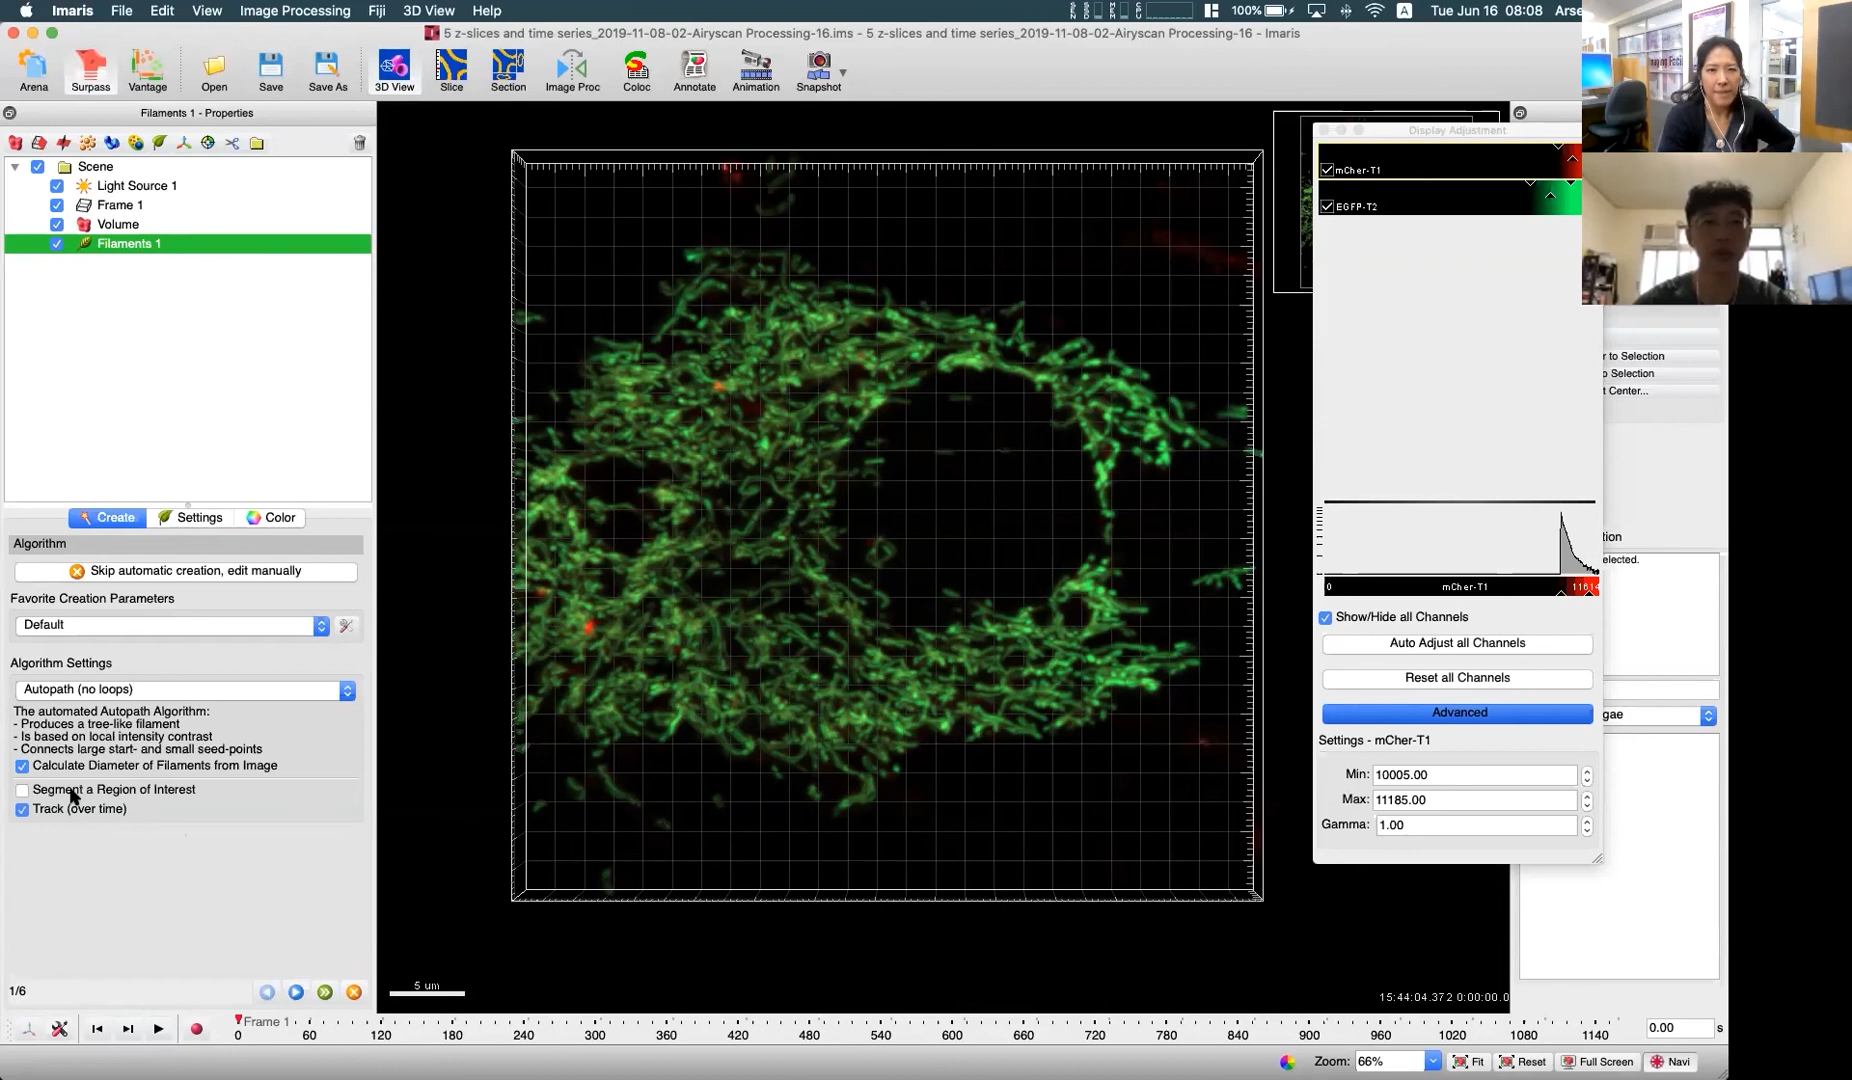 Imaris File Edit View Image Processing Fiji 3D View Help 100% A Tue Jun 16 08:08 Arse
5 z-slices and time series_2019-11-08-02-Airyscan Processing-16.ims - 5 z-slices and time series_2019-11-08-02-Airyscan Processing-16 - Imaris
Arena Surpass Vantage Open Save Save As 3D View Slice Section Image Proc Coloc Annotate Animation Snapshot
Filaments 1 - Properties
Scene
Light Source 1
Frame 1
Volume
Filaments 1
Create Settings Color
Algorithm
Skip automatic creation, edit manually
Favorite Creation Parameters
Default
Algorithm Settings
Autopath (no loops)
The automated Autopath Algorithm:
- Produces a tree-like filament
- Is based on local intensity contrast
- Connects large start- and small seed-points
Calculate Diameter of Filaments from Image
Segment a Region of Interest
Track (over time)
1/6
5 um
15:44:04.372 0:00:00.0
Display Adjustment
mCher-T1
EGFP-T2
0 mCher-T1 11614
Show/Hide all Channels
Auto Adjust all Channels
Reset all Channels
Advanced
Settings - mCher-T1
Min: 10005.00
Max: 11185.00
Gamma: 1.00
r to Selection
o Selection
t Center...
tion
elected.
gae
Frame 1
0 60 120 180 240 300 360 420 480 540 600 660 720 780 840 900 960 1020 1080 1140
0.00 s
Zoom: 66% Fit Reset Full Screen Navi